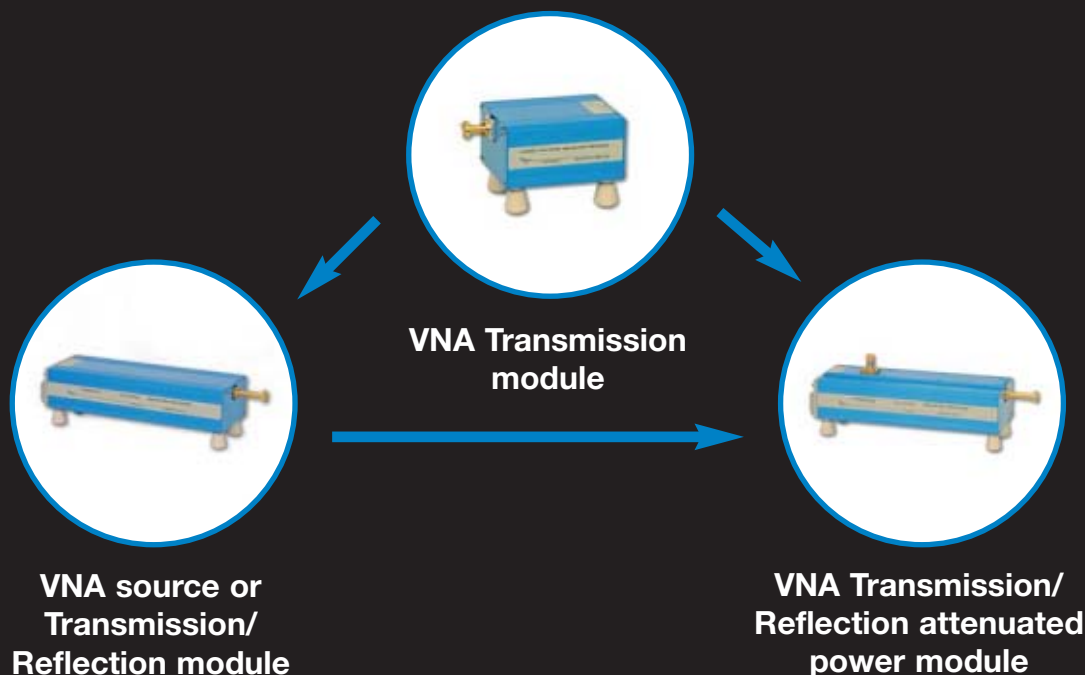 VNA Transmission
module
VNA source or
Transmission/
Reflection module
VNA Transmission/
Reflection attenuated
power module